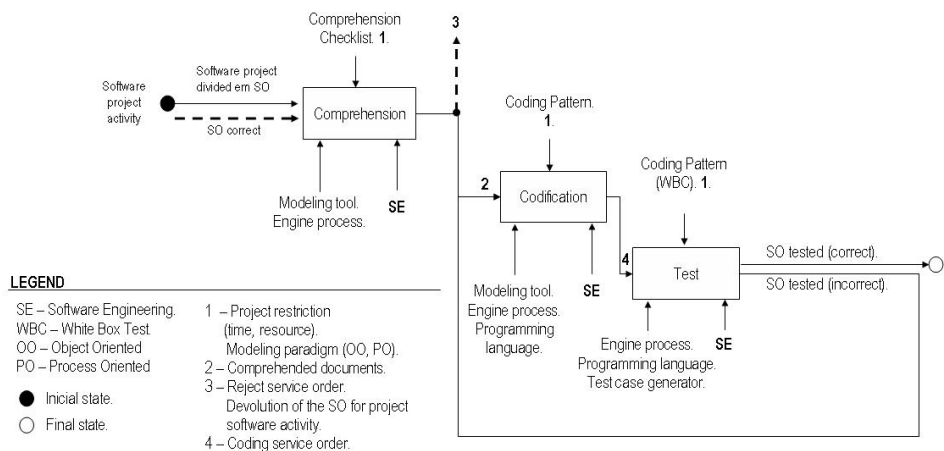 Comprehension
Checklist. 1.
3
Software project
divided em SO
Software
project
activity
SO correct
Comprehension
Modeling tool.
Engine process.
SE
Coding Pattern.
1.
2
Codification
Coding Pattern
(WBC). 1.
Modeling tool.
Engine process.
Programming
language.
SE
4
Test
SO tested (correct).
SO tested (incorrect).
Engine process.
Programming language.
Test case generator.
SE
LEGEND
SE – Software Engineering.
WBC – White Box Test
OO – Object Oriented
PO – Process Oriented
Inicial state.
Final state.
1 – Project restriction
(time, resource).
Modeling paradigm (OO, PO).
2 – Comprehended documents.
3 – Reject service order.
Devolution of the SO for project
software activity.
4 – Coding service order.